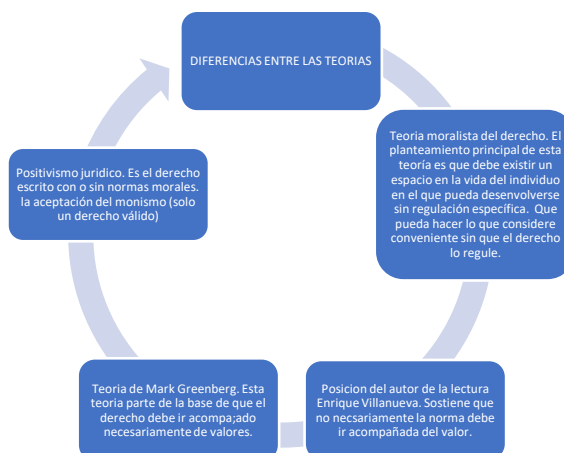 DIFERENCIAS ENTRE LAS TEORIAS
Teoria moralista del derecho. El
planteamiento principal de esta
teoría es que debe existir un
espacio en la vida del individuo
en el que pueda desenvolverse
sin regulación específica.  Que
pueda hacer lo que considere
conveniente sin que el derecho
lo regule.
Posicion del autor de la lectura
Enrique Villanueva. Sostiene que
no necsariamente la norma debe
ir acompañada del valor.
Teoria de Mark Greenberg. Esta
teoria parte de la base de que el
derecho debe ir acompa;ado
necesariamente de valores.
Positivismo juridico. Es el derecho
escrito con o sin normas morales.
la aceptación del monismo (solo
un derecho válido)